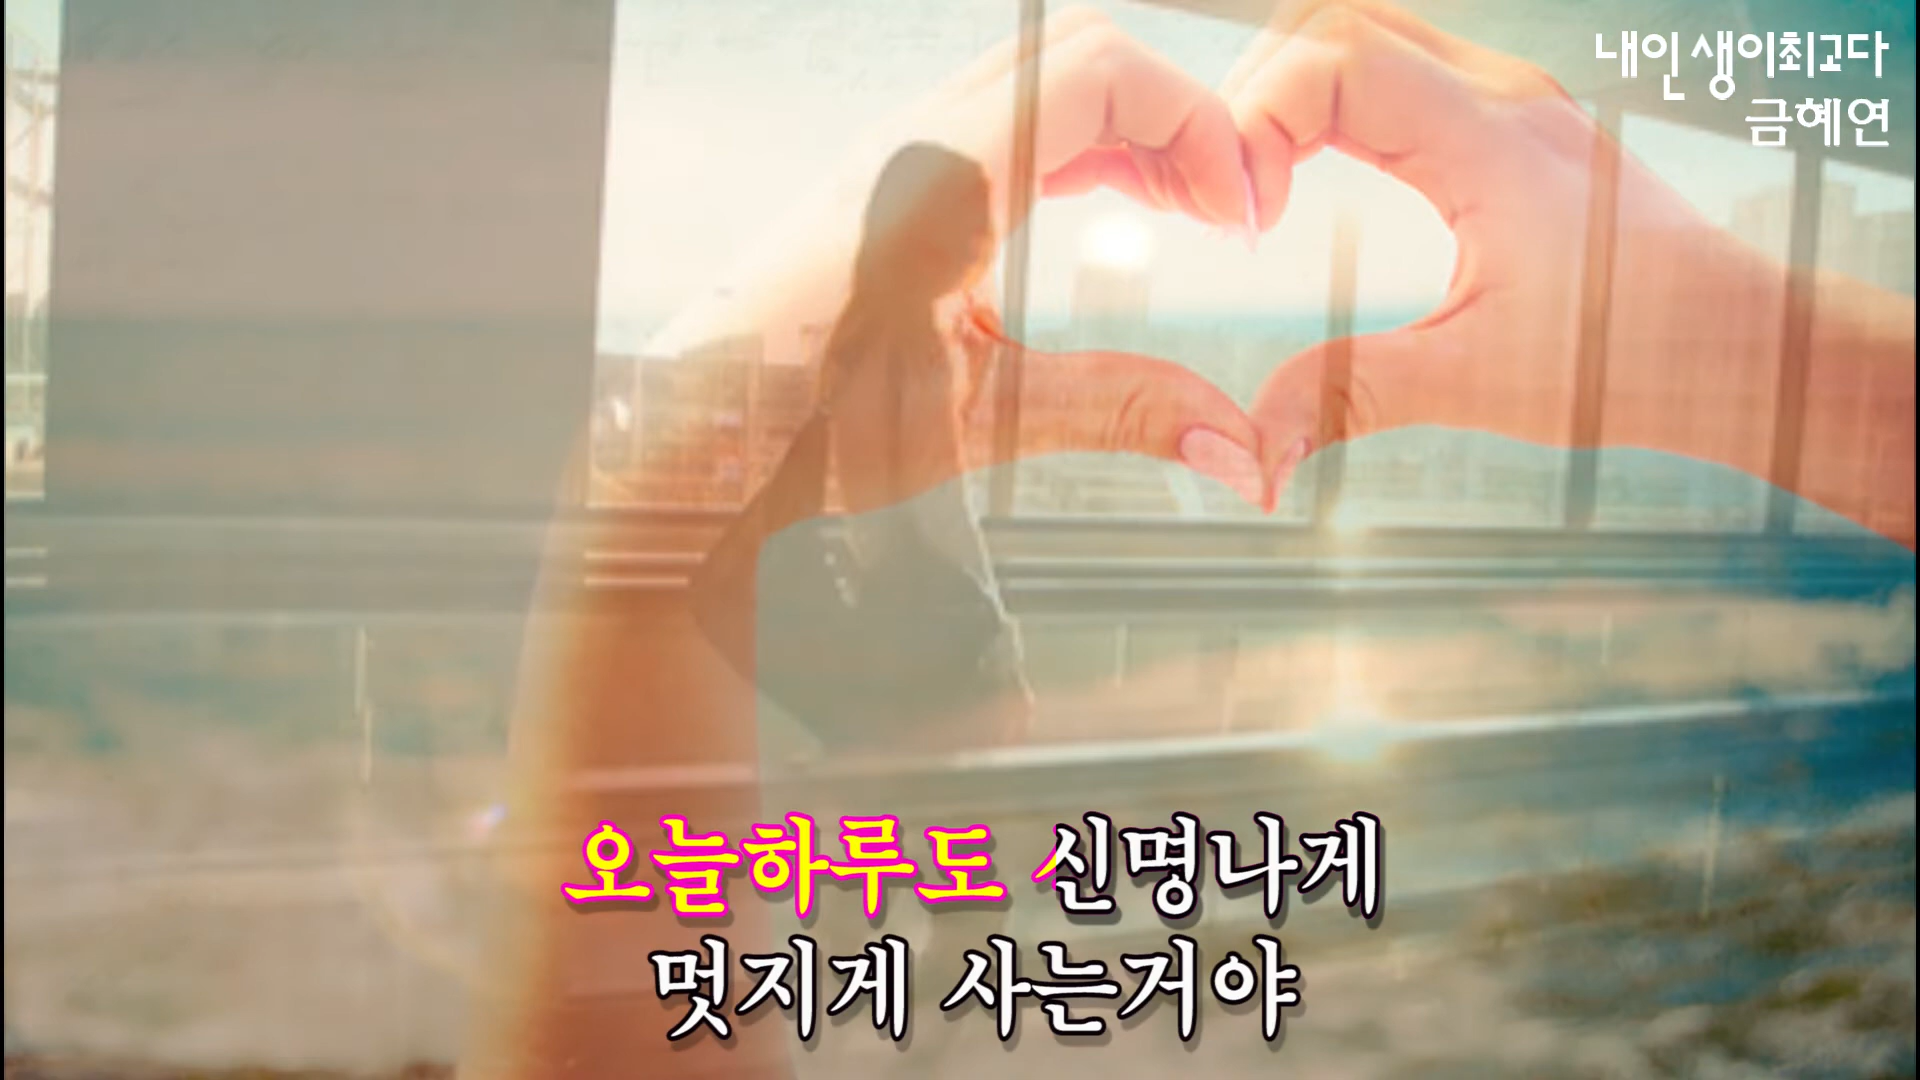 내인생이최고다
금혜연
오늘하루도 신명나게
멋지게 사는거야